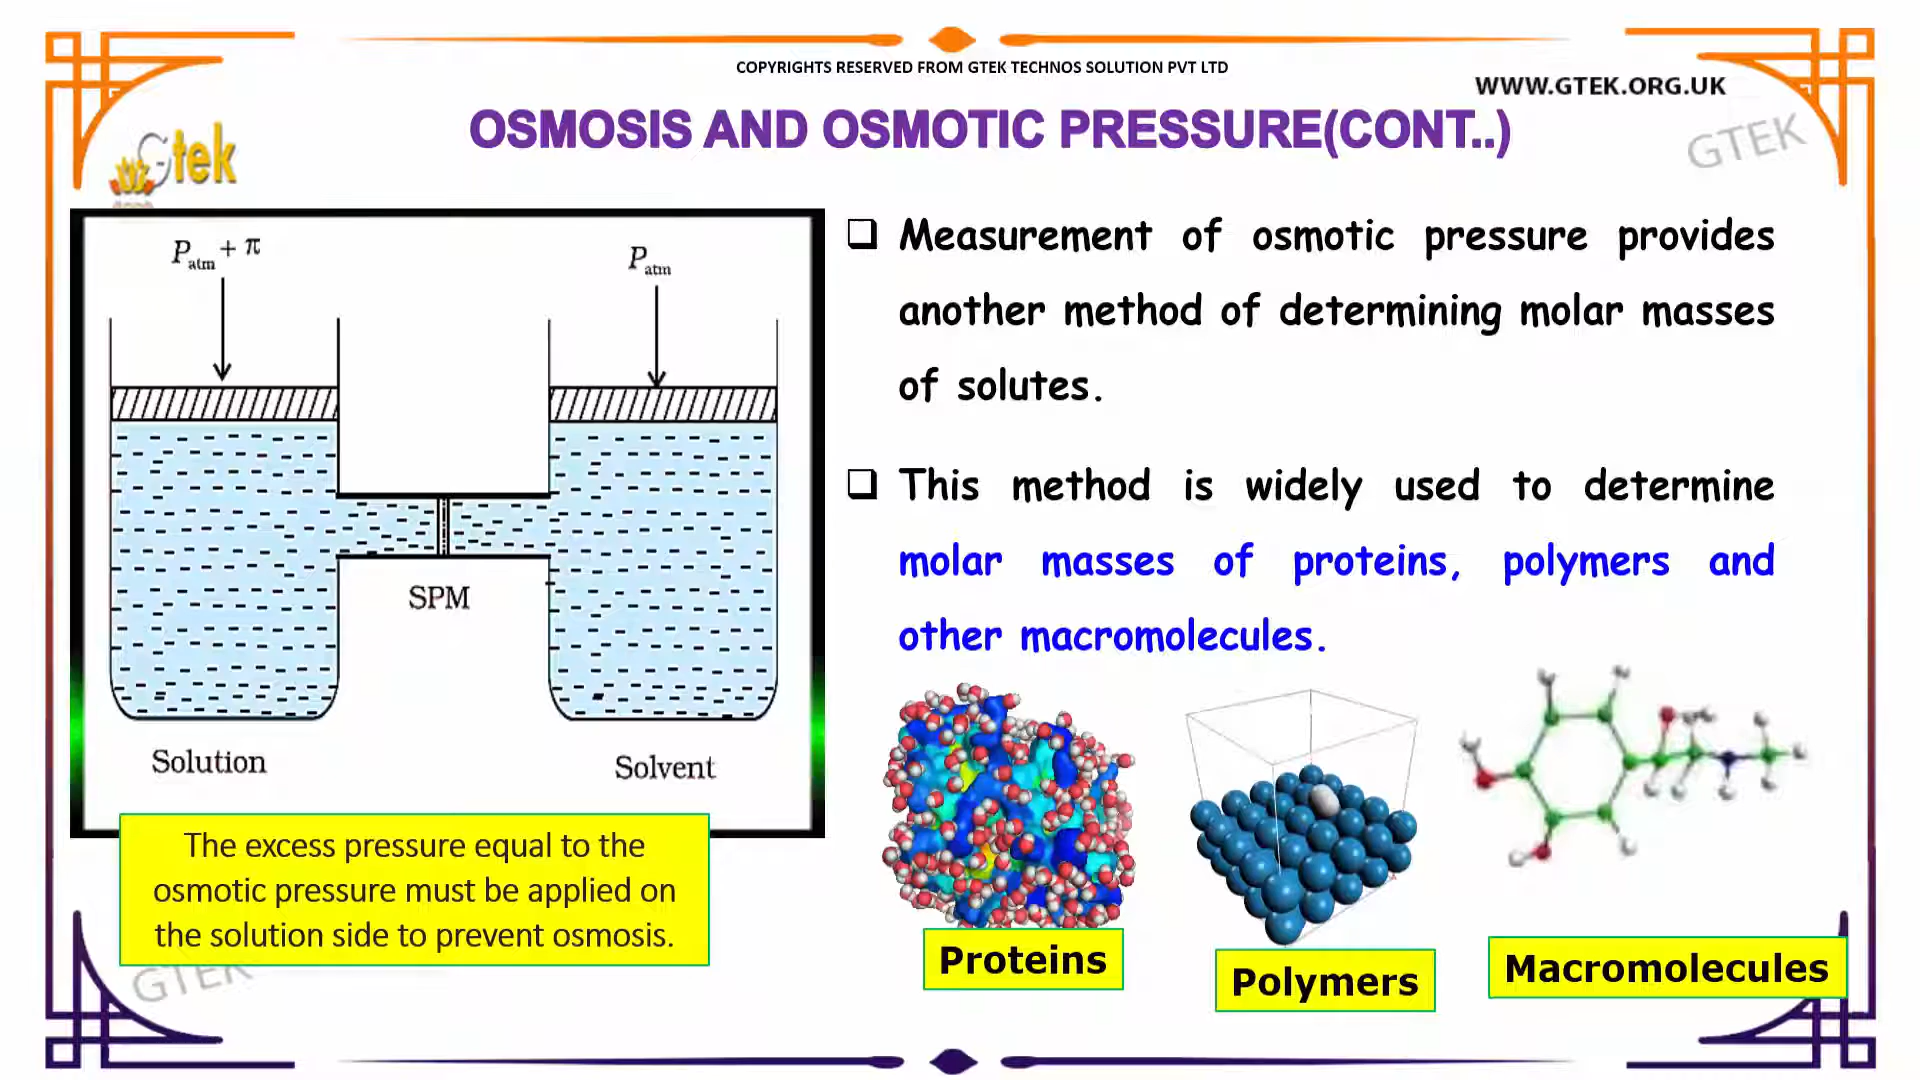 COPYRIGHTS RESERVED FROM GTEK TECHNOS SOLUTION PVT LTD
WWW.GTEK.ORG.UK
OSMOSIS AND OSMOTIC PRESSURE(CONT..)
Gtek
GTEK
P atm + π
P atm
SPM
Solution
Solvent
The excess pressure equal to the
osmotic pressure must be applied on
the solution side to prevent osmosis.
GTEK
❑ Measurement of osmotic pressure provides
another method of determining molar masses
of solutes.
❑ This method is widely used to determine
molar masses of proteins, polymers and
other macromolecules.
Proteins
Polymers
Macromolecules